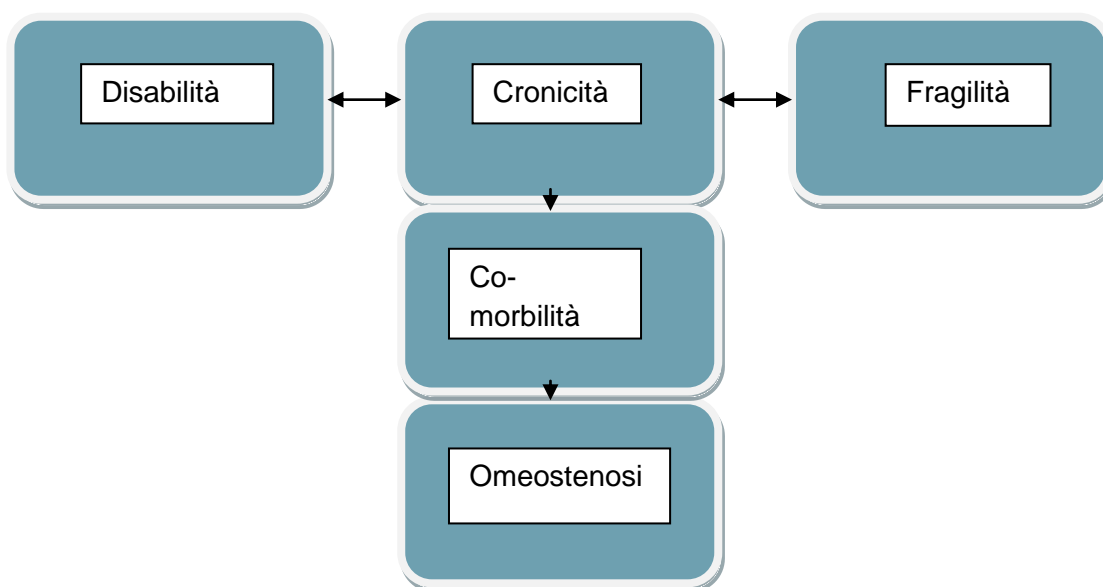 Disabilità
Cronicità
Fragilità
Co-
morbilità
Omeostenosi